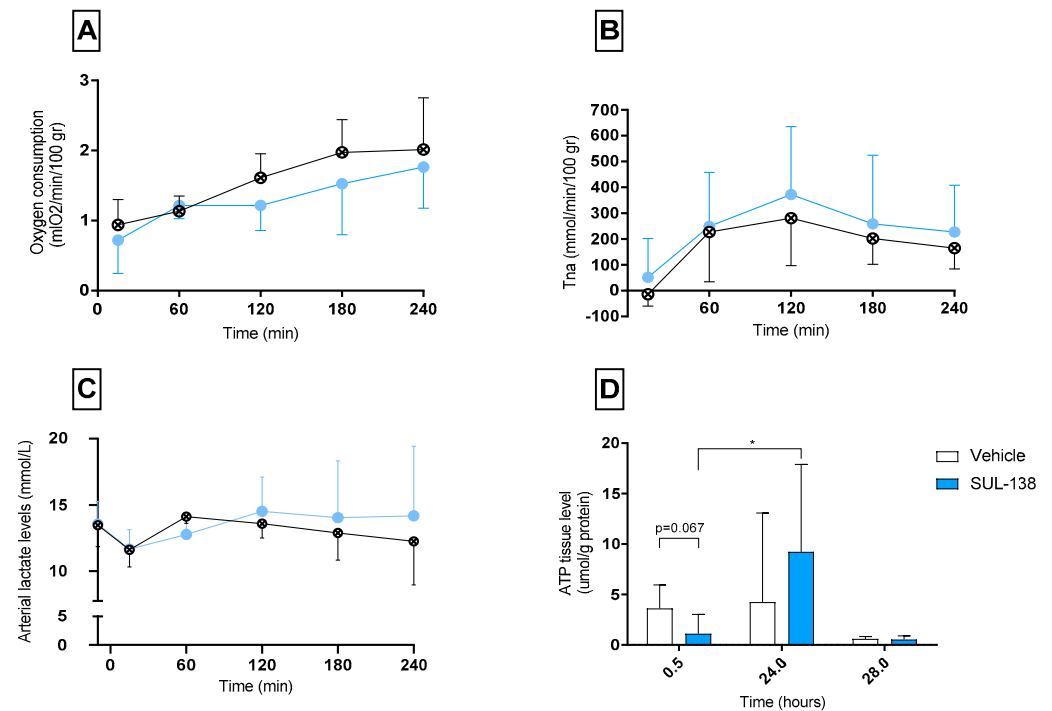 A
Oxygen consumption
(mlO2/min/100 gr)
3
2
1
0
0 60 120 180 240
Time (min)
B
Tna (mmol/min/100 gr)
700
600
500
400
300
200
100
0
-100
60 120 180 240
Time (min)
C
Arterial lactate levels (mmol/L)
20
15
10
5
0
0 60 120 180 240
Time (min)
D
ATP tissue level
(umol/g protein)
20
15
10
5
0
p=0.067
*
0.5 24.0 28.0
Time (hours)
Vehicle
SUL-138